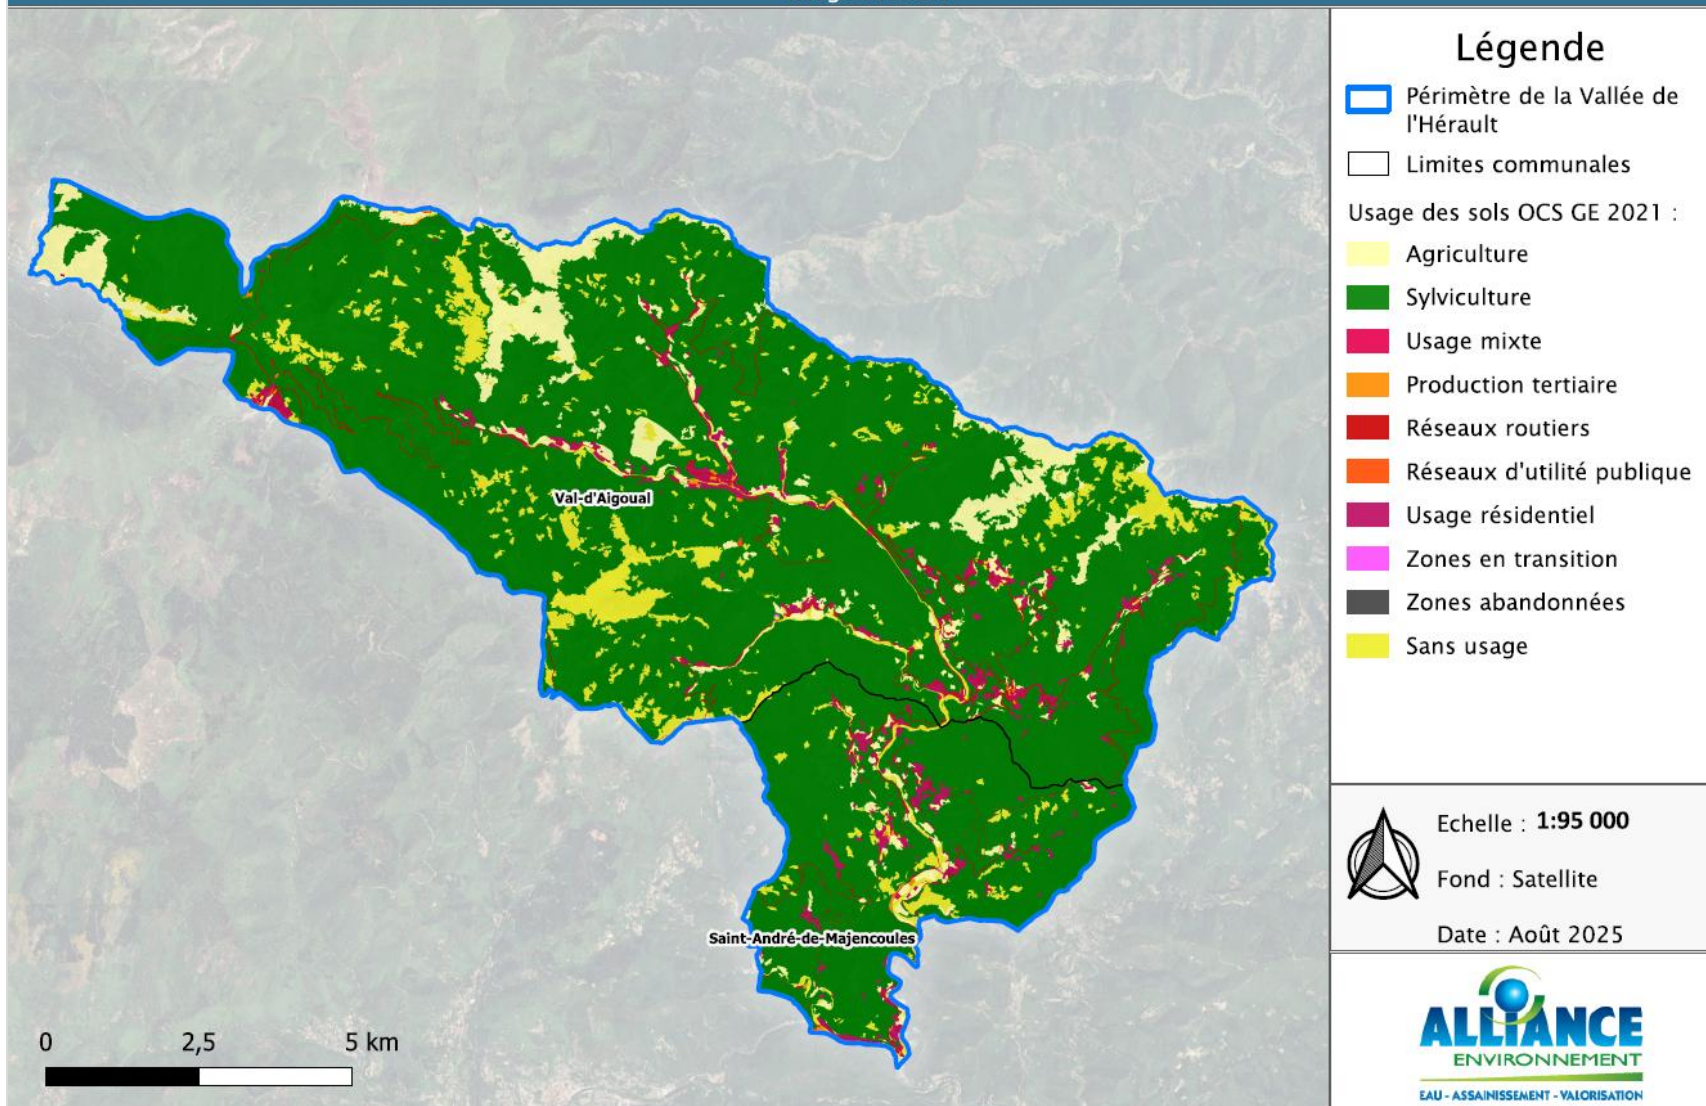 Légende
Périmètre de la Vallée de
l'Hérault
Limites communales
Usage des sols OCS GE 2021 :
Agriculture
Sylviculture
Usage mixte
Production tertiaire
Réseaux routiers
Réseaux d'utilité publique
Usage résidentiel
Zones en transition
Zones abandonnées
Sans usage
Val-d'Aigoual
Saint-André-de-Majencoules
0 2,5 5 km
Echelle : 1:95 000
Fond : Satellite
Date : Août 2025
ALLIANCE
ENVIRONNEMENT
EAU - ASSAINISSEMENT - VALORISATION